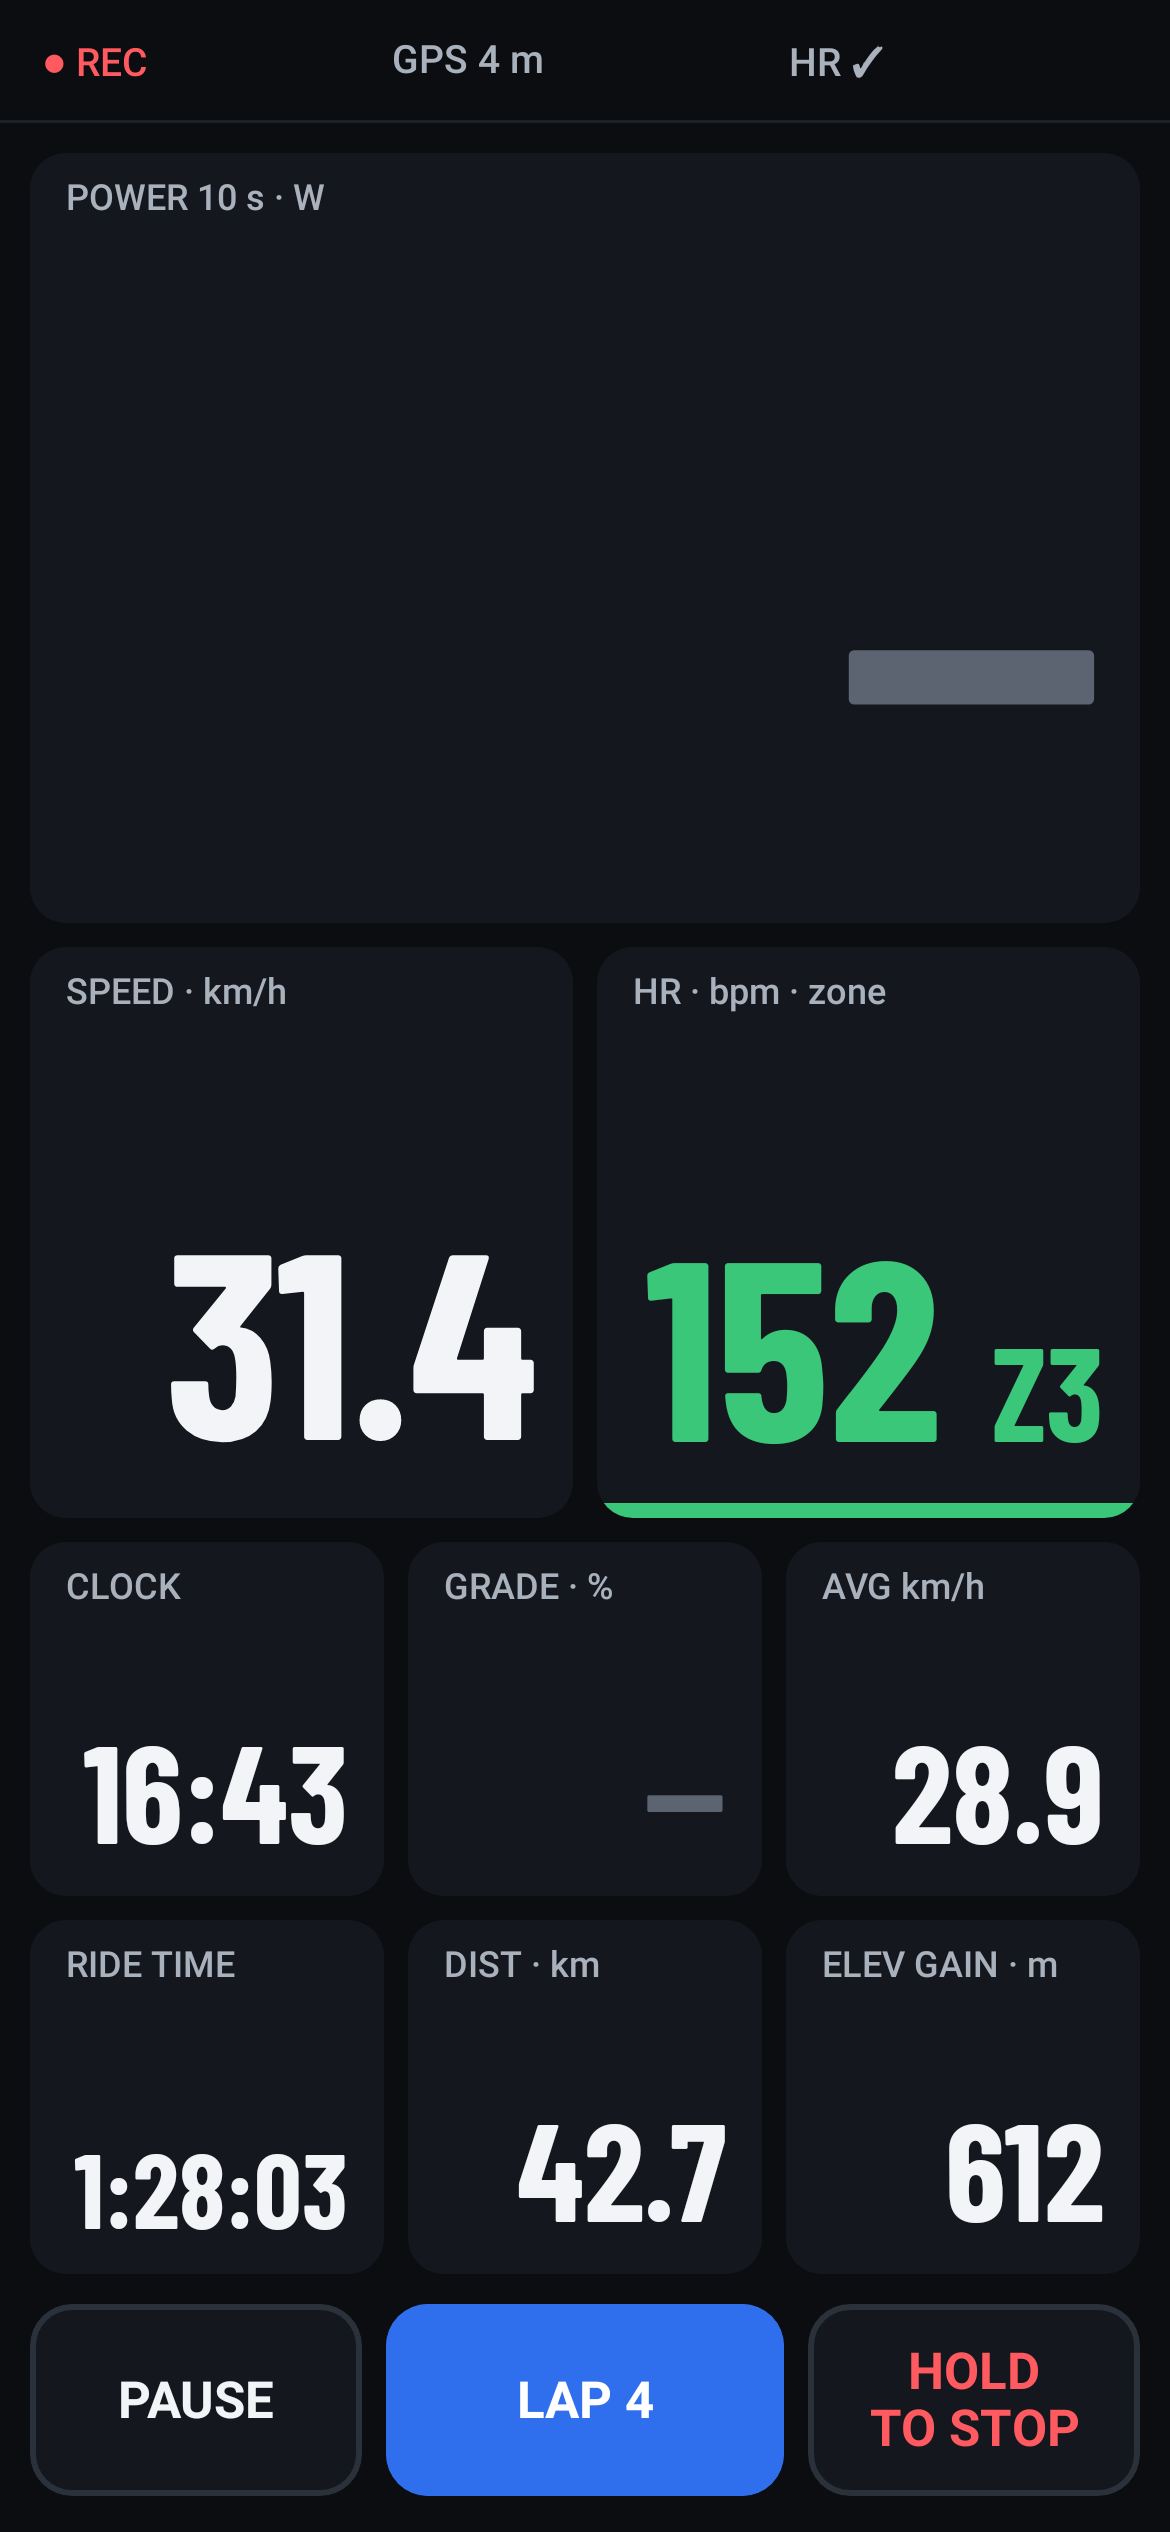 ● REC GPS 4 m HR ✓
POWER 10 s · W
–
SPEED · km/h
31.4
HR · bpm · zone
152 Z3
CLOCK
16:43
GRADE · %
–
AVG km/h
28.9
RIDE TIME
1:28:03
DIST · km
42.7
ELEV GAIN · m
612
PAUSE
LAP 4
HOLD
TO STOP